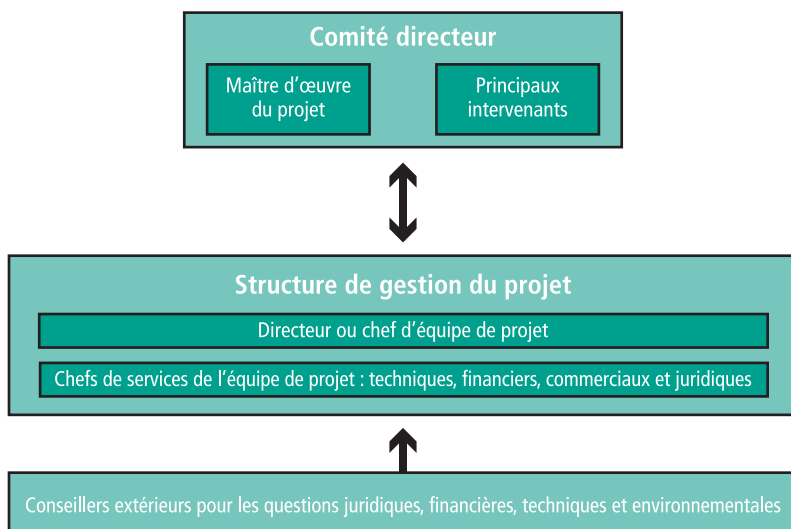 Comité directeur
Maître d'œuvre
du projet
Principaux
intervenants
Structure de gestion du projet
Directeur ou chef d'équipe de projet
Chefs de services de l'équipe de projet : techniques, financiers, commerciaux et juridiques
Conseillers extérieurs pour les questions juridiques, financières, techniques et environnementales